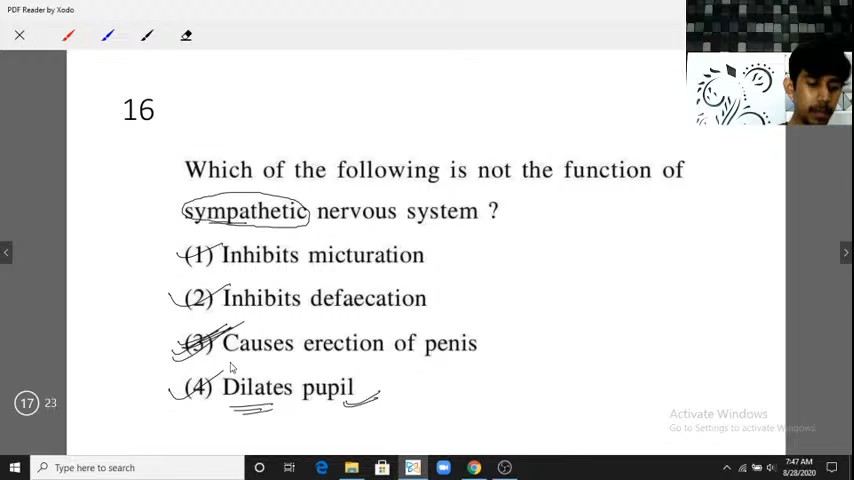 PDF Reader by Xodo
16
Which of the following is not the function of
sympathetic nervous system ?
(1) Inhibits micturation
(2) Inhibits defaecation
(3) Causes erection of penis
(4) Dilates pupil
17 23
Activate Windows
Go to Settings to activate Windows.
Type here to search
7:47 AM
8/28/2020